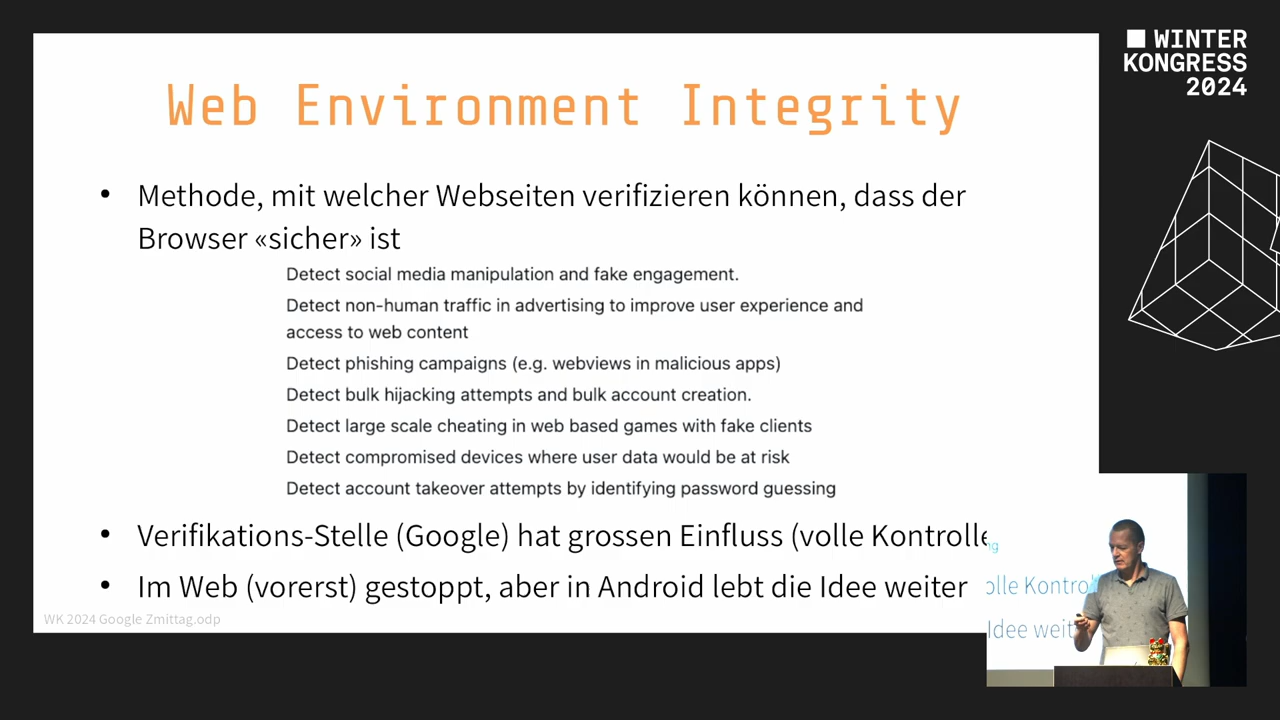 WINTER
KONGRESS
2024
Web Environment Integrity
• Methode, mit welcher Webseiten verifizieren können, dass der
Browser «sicher» ist
Detect social media manipulation and fake engagement.
Detect non-human traffic in advertising to improve user experience and
access to web content
Detect phishing campaigns (e.g. webviews in malicious apps)
Detect bulk hijacking attempts and bulk account creation.
Detect large scale cheating in web based games with fake clients
Detect compromised devices where user data would be at risk
Detect account takeover attempts by identifying password guessing
• Verifikations-Stelle (Google) hat grossen Einfluss (volle Kontrolle
• Im Web (vorerst) gestoppt, aber in Android lebt die Idee weiter
WK 2024 Google Zmittag.odp
ng
olle Kontrol
Idee weit